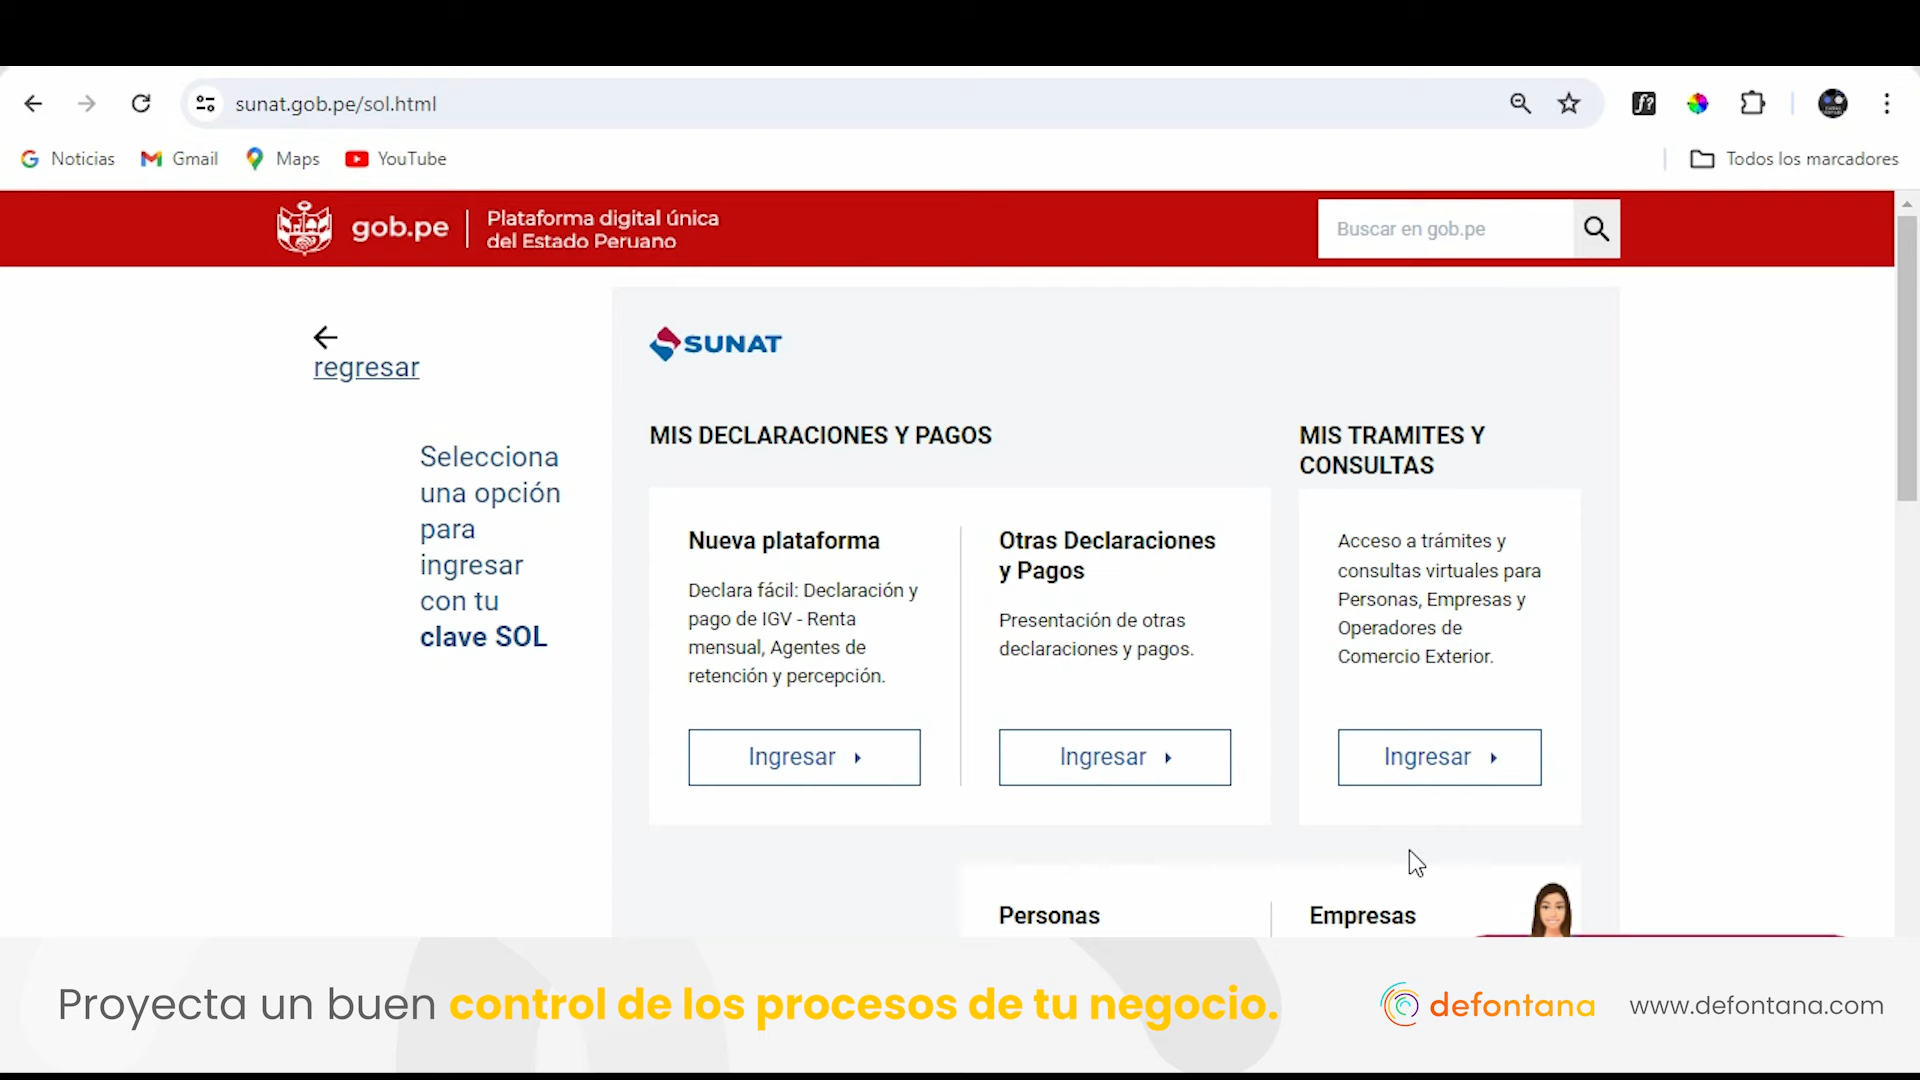 sunat.gob.pe/sol.html
Noticias
Gmail
Maps
YouTube
Todos los marcadores
gob.pe
Plataforma digital única
del Estado Peruano
Buscar en gob.pe
regresar
Selecciona
una opción
para
ingresar
con tu
clave SOL
SUNAT
MIS DECLARACIONES Y PAGOS
Nueva plataforma
Declara fácil: Declaración y
pago de IGV - Renta
mensual, Agentes de
retención y percepción.
Ingresar
Otras Declaraciones
y Pagos
Presentación de otras
declaraciones y pagos.
Ingresar
MIS TRAMITES Y
CONSULTAS
Acceso a trámites y
consultas virtuales para
Personas, Empresas y
Operadores de
Comercio Exterior.
Ingresar
Personas
Empresas
Proyecta un buen control de los procesos de tu negocio.
defontana
www.defontana.com